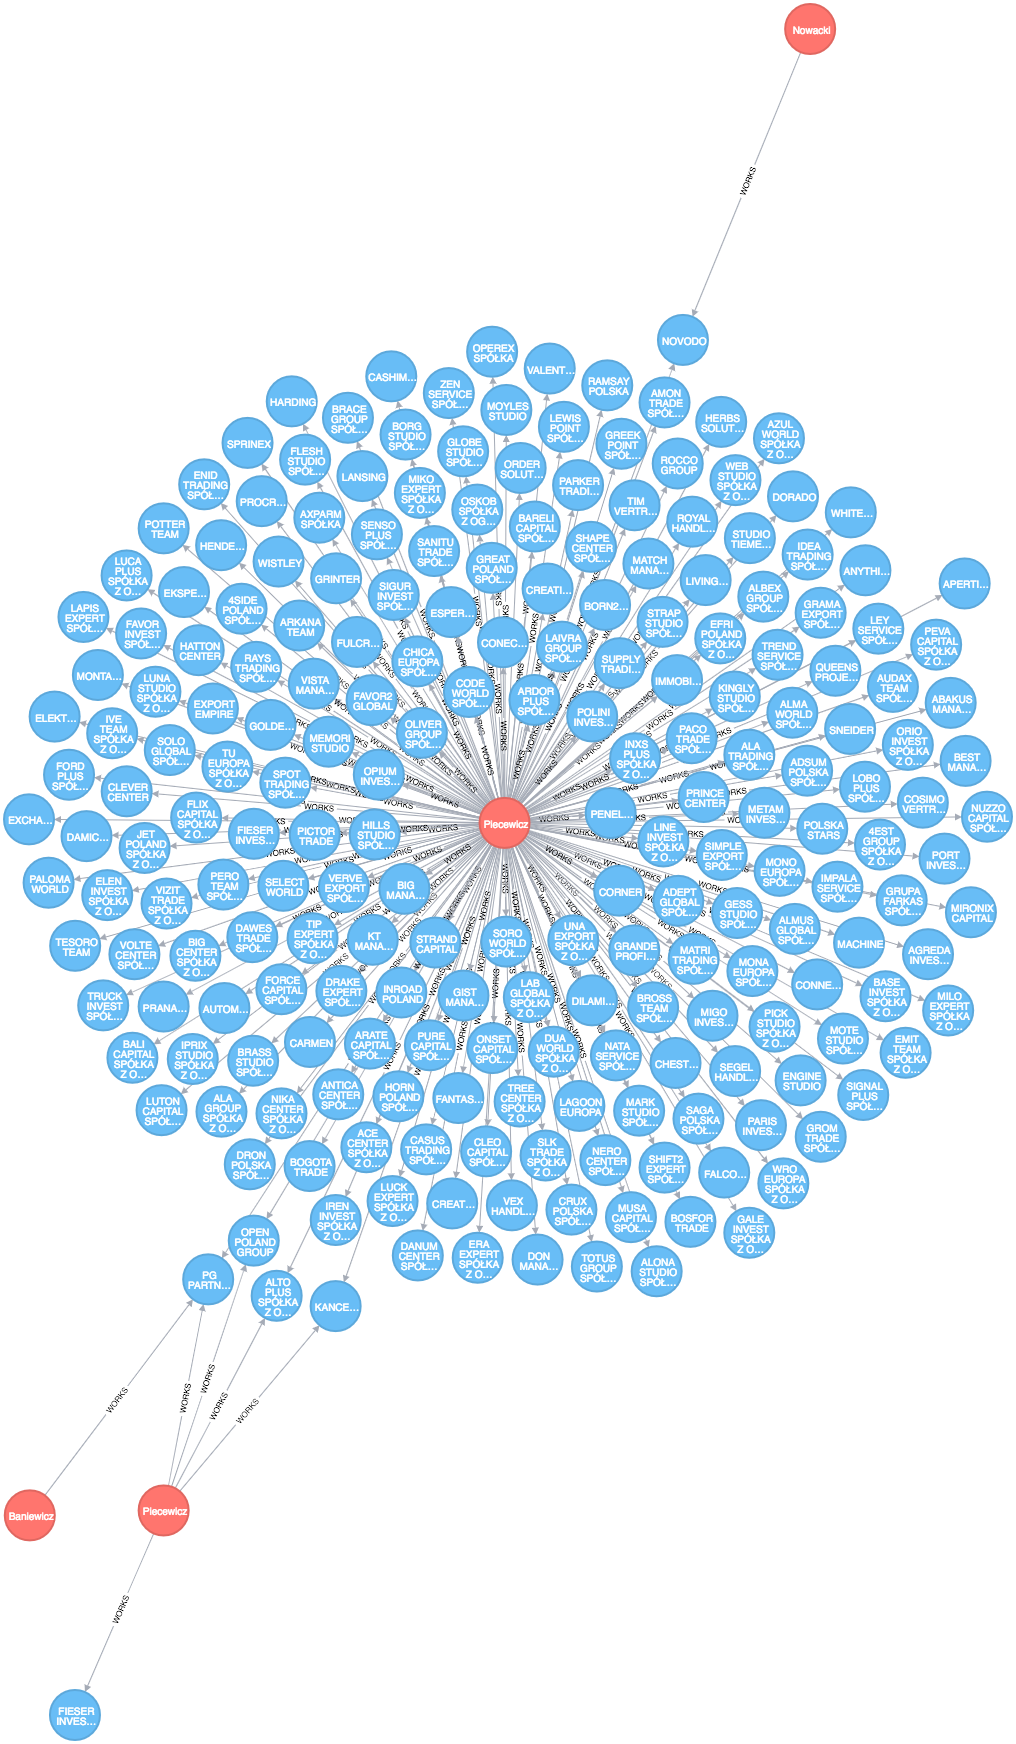 Nowacki
WORKS
NOVODO
OPEREX
SPÓŁKA
VALENT...
CASHIM...
ZEN
SERVICE
SPÓŁ...
RAMSAY
POLSKA
AMON
TRADE
SPÓŁ...
HARDING
BRACE
GROUP
SPÓŁ...
BORG
STUDIO
SPÓŁ...
MOYLES
STUDIO
LEWIS
POINT
SPÓŁ...
GREEK
POINT
SPÓŁ...
HERBS
SOLUT...
AZUL
WORLD
SPÓŁKA
Z O...
SPRINEX
FLESH
STUDIO
SPÓŁ...
GLOBE
STUDIO
SPÓŁ...
ORDER
SOLUT...
ROCCO
GROUP
WEB
STUDIO
SPÓŁKA
Z O...
ENID
TRADING
SPÓŁ...
LANSING
MIKO
EXPERT
SPÓŁKA
Z O...
PARKER
TRADI...
DORADO
PROCR...
OSKOB
SPÓŁKA
Z OG...
TIM
VERTR...
WHITE...
POTTER
TEAM
AXPARM
SPÓŁKA
BARELI
CAPITAL
SPÓŁ...
ROYAL
HANDL...
HENDE...
SENSO
PLUS
SPÓŁ...
SANITU
TRADE
SPÓŁ...
SHAPE
CENTER
SPÓŁ...
STUDIO
TIEME...
IDEA
TRADING
SPÓŁ...
LUCA
PLUS
SPÓŁKA
Z O...
WISTLEY
GREAT
POLAND
SPÓŁ...
MATCH
MANA...
ANYTHI...
EKSPE...
GRINTER
SIGUR
INVEST
SPÓŁ...
CREATI...
LIVING...
APERTI...
LAPIS
EXPERT
SPÓŁ...
4SIDE
POLAND
SPÓŁKA
Z O...
ESPER...
BORN2...
ALBEX
GROUP
SPÓŁ...
GRAMA
EXPORT
SPÓŁ...
FAVOR
INVEST
SPÓŁ...
ARKANA
TEAM
STRAP
STUDIO
SPÓŁ...
LEY
SERVICE
SPÓŁ...
HATTON
CENTER
FULCR...
CONEC...
LAIVRA
GROUP
SPÓŁ...
EFRI
POLAND
SPÓŁKA
Z O...
PEVA
CAPITAL
SPÓŁKA
Z O...
MONTA...
RAYS
TRADING
SPÓŁ...
CHICA
EUROPA
SPÓŁ...
SUPPLY
TRADI...
TREND
SERVICE
SPÓŁ...
QUEENS
PROJE...
LUNA
STUDIO
SPÓŁKA
Z O...
VISTA
MANA...
CODE
WORLD
SPÓŁ...
IMMOBI...
AUDAX
TEAM
SPÓŁ...
ELEKT...
EXPORT
EMPIRE
FAVOR2
GLOBAL
ARDOR
PLUS
SPÓŁ...
KINGLY
STUDIO
SPÓŁ...
ABAKUS
MANA...
IVE
TEAM
SPÓŁKA
Z O...
GOLDE...
OLIVER
GROUP
SPÓŁ...
POLINI
INVES...
ALMA
WORLD
SPÓŁ...
SNEIDER
SOLO
GLOBAL
SPÓŁ...
MEMORI
STUDIO
PACO
TRADE
SPÓŁ...
ORIO
INVEST
SPÓŁKA
Z O...
TU
EUROPA
SPÓŁKA
Z O...
INXS
PLUS
SPÓŁKA
Z O...
ALA
TRADING
SPÓŁ...
BEST
MANA...
FORD
PLUS
SPÓŁ...
SPOT
TRADING
SPÓŁ...
OPIUM
INVES...
ADSUM
POLSKA
SPÓŁ...
LOBO
PLUS
SPÓŁ...
CLEVER
CENTER
PRINCE
CENTER
COSIMO
VERTR...
EXCHA...
FLIX
CAPITAL
SPÓŁKA
Z O...
Piecewicz
PENEL...
METAM
INVES...
NUZZO
CAPITAL
SPÓŁ...
DAMIC...
JET
POLAND
SPÓŁKA
Z O...
FIESER
INVES...
PICTOR
TRADE
HILLS
STUDIO
SPÓŁ...
LINE
INVEST
SPÓŁKA
Z O...
POLSKA
STARS
4EST
GROUP
SPÓŁKA
Z O...
SIMPLE
EXPORT
SPÓŁ...
PORT
INVES...
PALOMA
WORLD
PERO
TEAM
SPÓŁ...
SELECT
WORLD
VERVE
EXPORT
SPÓŁ...
BIG
MANA...
MONO
EUROPA
SPÓŁ...
ELEN
INVEST
SPÓŁKA
Z O...
VIZIT
TRADE
SPÓŁKA
Z O...
CORNER
ADEPT
GLOBAL
SPÓŁ...
IMPALA
SERVICE
SPÓŁ...
GRUPA
FARKAS
SPÓŁ...
GESS
STUDIO
SPÓŁ...
MIRONIX
CAPITAL
TESORO
TEAM
DAWES
TRADE
SPÓŁ...
TIP
EXPERT
SPÓŁKA
Z O...
KT
MANA...
STRAND
CAPITAL
SORO
WORLD
SPÓŁ...
UNA
EXPORT
SPÓŁKA
Z O...
ALMUS
GLOBAL
SPÓŁ...
VOLTE
CENTER
SPÓŁ...
BIG
CENTER
SPÓŁKA
Z O...
GRANDE
PROFI...
MATRI
TRADING
SPÓŁ...
MACHINE
AGREDA
INVES...
FORCE
CAPITAL
SPÓŁ...
MONA
EUROPA
SPÓŁ...
TRUCK
INVEST
SPÓŁ...
PRANA...
AUTOM...
DRAKE
EXPERT
SPÓŁ...
INROAD
POLAND
GIST
MANA...
LAB
GLOBAL
SPÓŁKA
Z O...
DILAMI...
BROSS
TEAM
SPÓŁ...
CONNE...
BASE
INVEST
SPÓŁKA
Z O...
MILO
EXPERT
SPÓŁKA
Z O...
MIGO
INVES...
PICK
STUDIO
SPÓŁKA
Z O...
MOTE
STUDIO
SPÓŁ...
BALI
CAPITAL
SPÓŁKA
Z O...
IPRIX
STUDIO
SPÓŁKA
Z O...
BRASS
STUDIO
SPÓŁ...
CARMEN
ARATE
CAPITAL
SPÓŁ...
PURE
CAPITAL
SPÓŁ...
ONSET
CAPITAL
SPÓŁ...
DUA
WORLD
SPÓŁKA
Z O...
NATA
SERVICE
SPÓŁ...
EMIT
TEAM
SPÓŁKA
Z O...
CHEST...
SEGEL
HANDL...
ENGINE
STUDIO
SIGNAL
PLUS
SPÓŁ...
LUTON
CAPITAL
SPÓŁ...
ALA
GROUP
SPÓŁKA
Z O...
NIKA
CENTER
SPÓŁKA
Z O...
ANTICA
CENTER
SPÓŁ...
HORN
POLAND
SPÓŁ...
FANTAS...
TREE
CENTER
SPÓŁKA
Z O...
LAGOON
EUROPA
MARK
STUDIO
SPÓŁ...
SAGA
POLSKA
SPÓŁ...
PARIS
INVES...
GROM
TRADE
SPÓŁ...
DRON
POLSKA
SPÓŁ...
BOGOTA
TRADE
ACE
CENTER
SPÓŁKA
Z O...
CASUS
TRADING
SPÓŁ...
CLEO
CAPITAL
SPÓŁ...
SLK
TRADE
SPÓŁKA
Z O...
NERO
CENTER
SPÓŁ...
SHIFT2
EXPERT
SPÓŁ...
FALCO...
WRO
EUROPA
SPÓŁKA
Z O...
IREN
INVEST
SPÓŁKA
Z O...
LUCK
EXPERT
SPÓŁKA
Z O...
CREAT...
VEX
HANDL...
CRUX
POLSKA
SPÓŁ...
MUSA
CAPITAL
SPÓŁ...
BOSFOR
TRADE
GALE
INVEST
SPÓŁKA
Z O...
OPEN
POLAND
GROUP
DANUM
CENTER
SPÓŁ...
ERA
EXPERT
SPÓŁKA
Z O...
DON
MANA...
TOTUS
GROUP
SPÓŁ...
ALONA
STUDIO
SPÓŁ...
PG
PARTN...
ALTO
PLUS
SPÓŁKA
Z O...
KANCE...
WORKS
WORKS
WORKS
WORKS
WORKS
Baniewicz
Piecewicz
WORKS
FIESER
INVES...